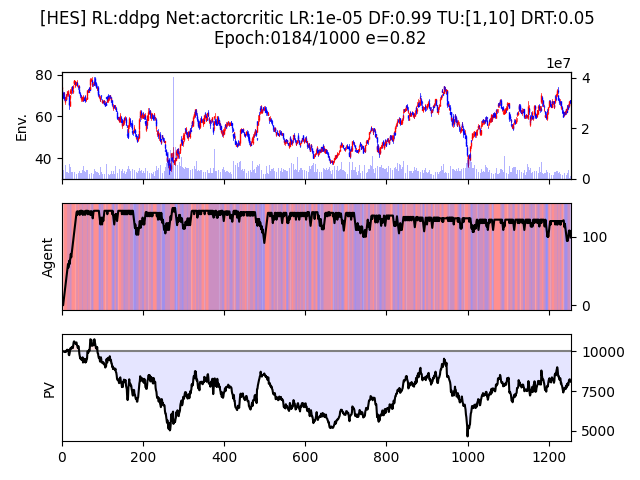 [HES] RL:ddpg Net:actorcritic LR:1e-05 DF:0.99 TU:[1,10] DRT:0.05
Epoch:0184/1000 e=0.82
1e7
80
60
40
Env.
4
2
0
Agent
100
0
PV
10000
7500
5000
0 200 400 600 800 1000 1200